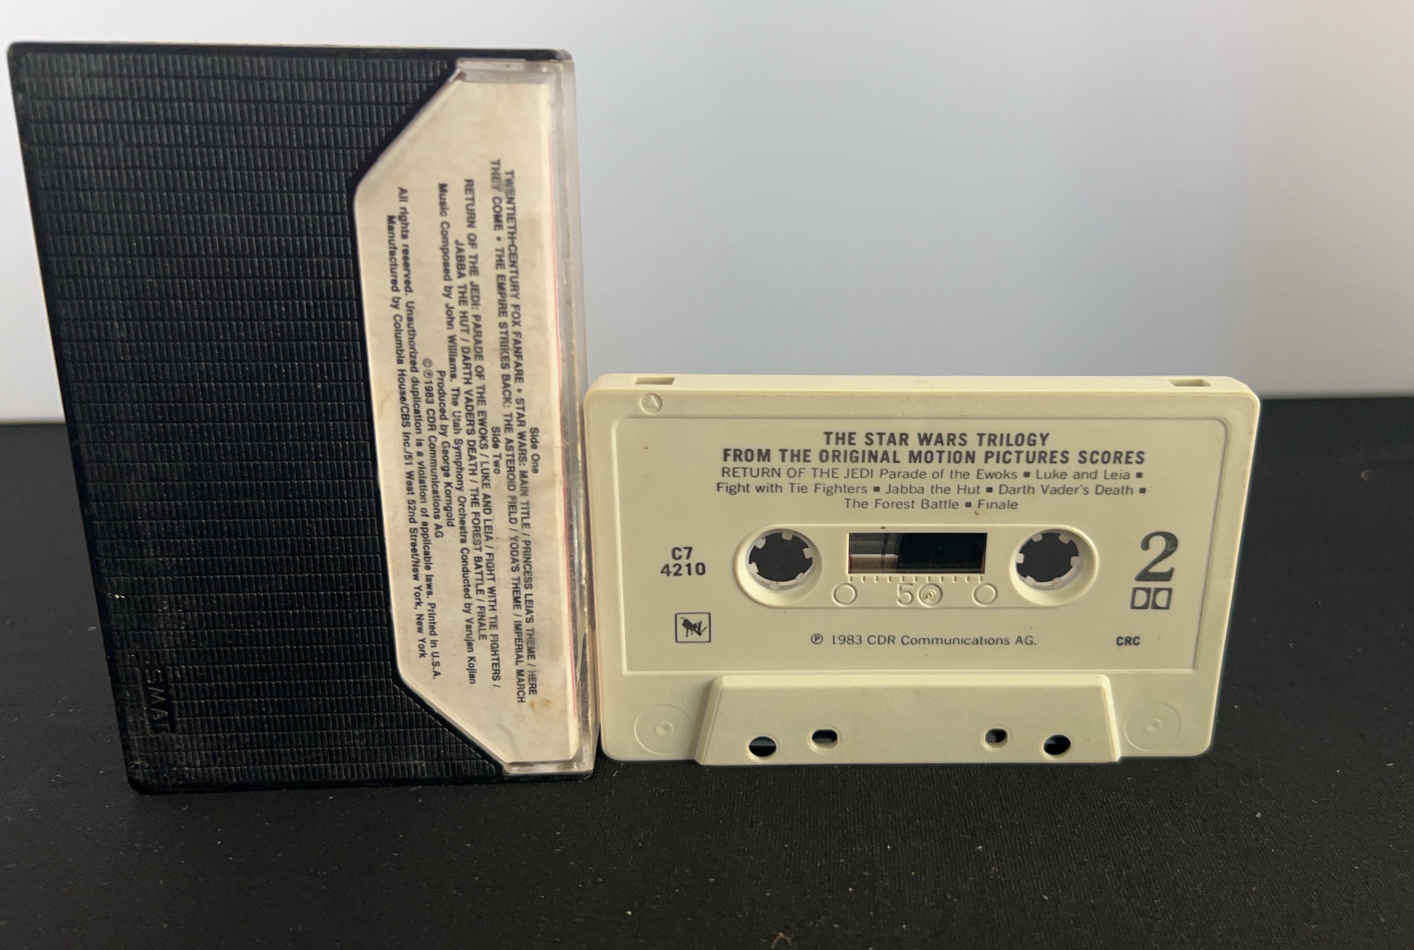 Side One
TWENTIETH-CENTURY FOX FANFARE • STAR WARS: MAIN TITLE / PRINCESS LEIA'S THEME / HERE
THEY COME • THE EMPIRE STRIKES BACK: THE ASTEROID FIELD / YODA'S THEME / IMPERIAL MARCH
Side Two
RETURN OF THE JEDI: PARADE OF THE EWOKS / LUKE AND LEIA / FIGHT WITH TIE FIGHTERS /
JABBA THE HUT / DARTH VADER'S DEATH / THE FOREST BATTLE / FINALE
Music Composed by John Williams. The Utah Symphony Orchestra Conducted by Varujan Kojian
Produced by George Korngold
© ℗ 1983 CDR Communications AG
All rights reserved. Unauthorized duplication is a violation of applicable laws. Printed in U.S.A.
Manufactured by Columbia House/CBS Inc./51 West 52nd Street/New York, New York
THE STAR WARS TRILOGY
FROM THE ORIGINAL MOTION PICTURES SCORES
RETURN OF THE JEDI Parade of the Ewoks ▪ Luke and Leia ▪
Fight with Tie Fighters ▪ Jabba the Hut ▪ Darth Vader's Death ▪
The Forest Battle ▪ Finale
C7
4210
2
50
℗ 1983 CDR Communications AG.
CRC